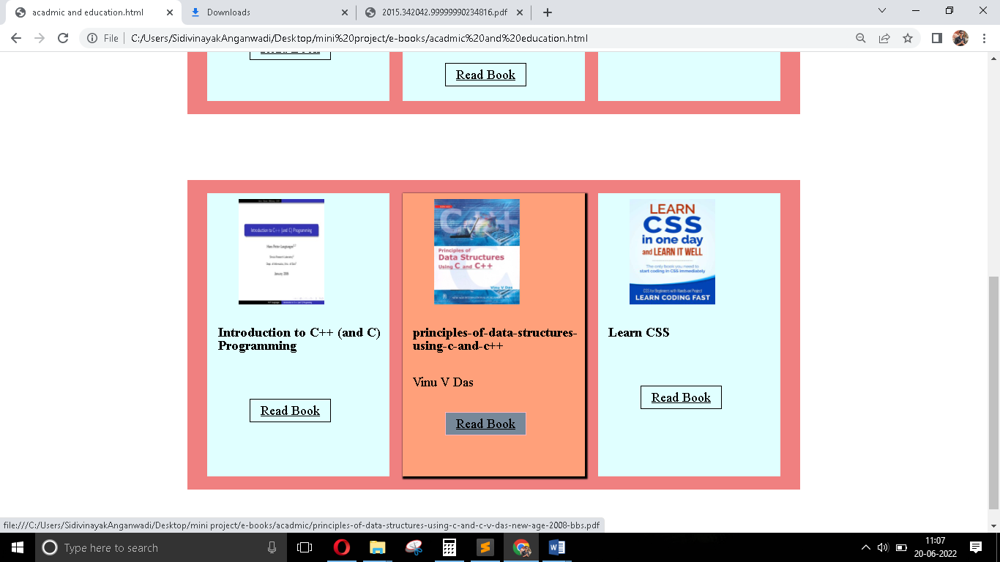 acadmic and education.html
Downloads
2015.342042.99999990234816.pdf
File
C:/Users/SidivinayakAnganwadi/Desktop/mini%20project/e-books/acadmic%20and%20education.html
Read Book
Introduction to C++ (and C) Programming
January, 2008
C++
Principles of
Data Structures
Using C and C++
Vinu V Das
LEARN
CSS
in one day
and LEARN IT WELL
The only book you need to
start coding in CSS immediately
CSS for Beginners with Hands-on Project
LEARN CODING FAST
Introduction to C++ (and C)
Programming
Read Book
principles-of-data-structures-
using-c-and-c++
Vinu V Das
Read Book
Learn CSS
Read Book
file:///C:/Users/SidivinayakAnganwadi/Desktop/mini project/e-books/acadmic/principles-of-data-structures-using-c-and-c-v-das-new-age-2008-bbs.pdf
Type here to search
11:07
20-06-2022